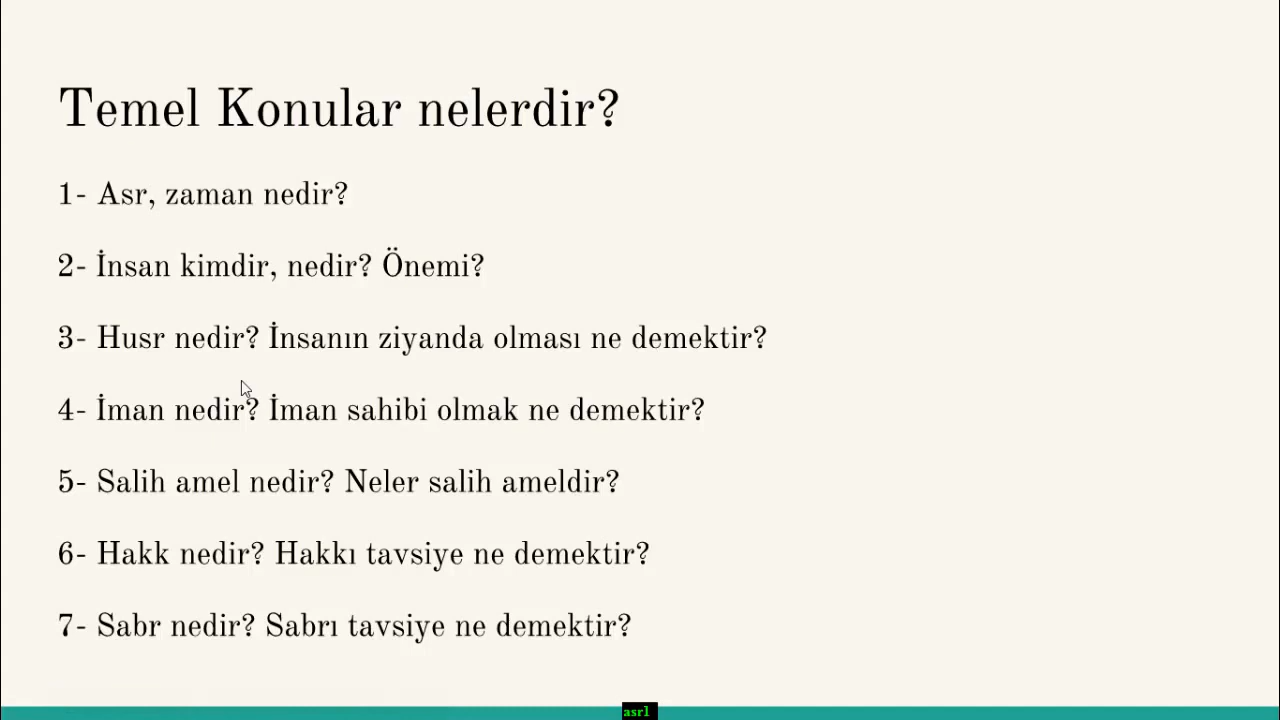 Temel Konular nelerdir?
1- Asr, zaman nedir?
2- İnsan kimdir, nedir? Önemi?
3- Husr nedir? İnsanın ziyanda olması ne demektir?
4- İman nedir? İman sahibi olmak ne demektir?
5- Salih amel nedir? Neler salih ameldir?
6- Hakk nedir? Hakkı tavsiye ne demektir?
7- Sabr nedir? Sabrı tavsiye ne demektir?
asr1